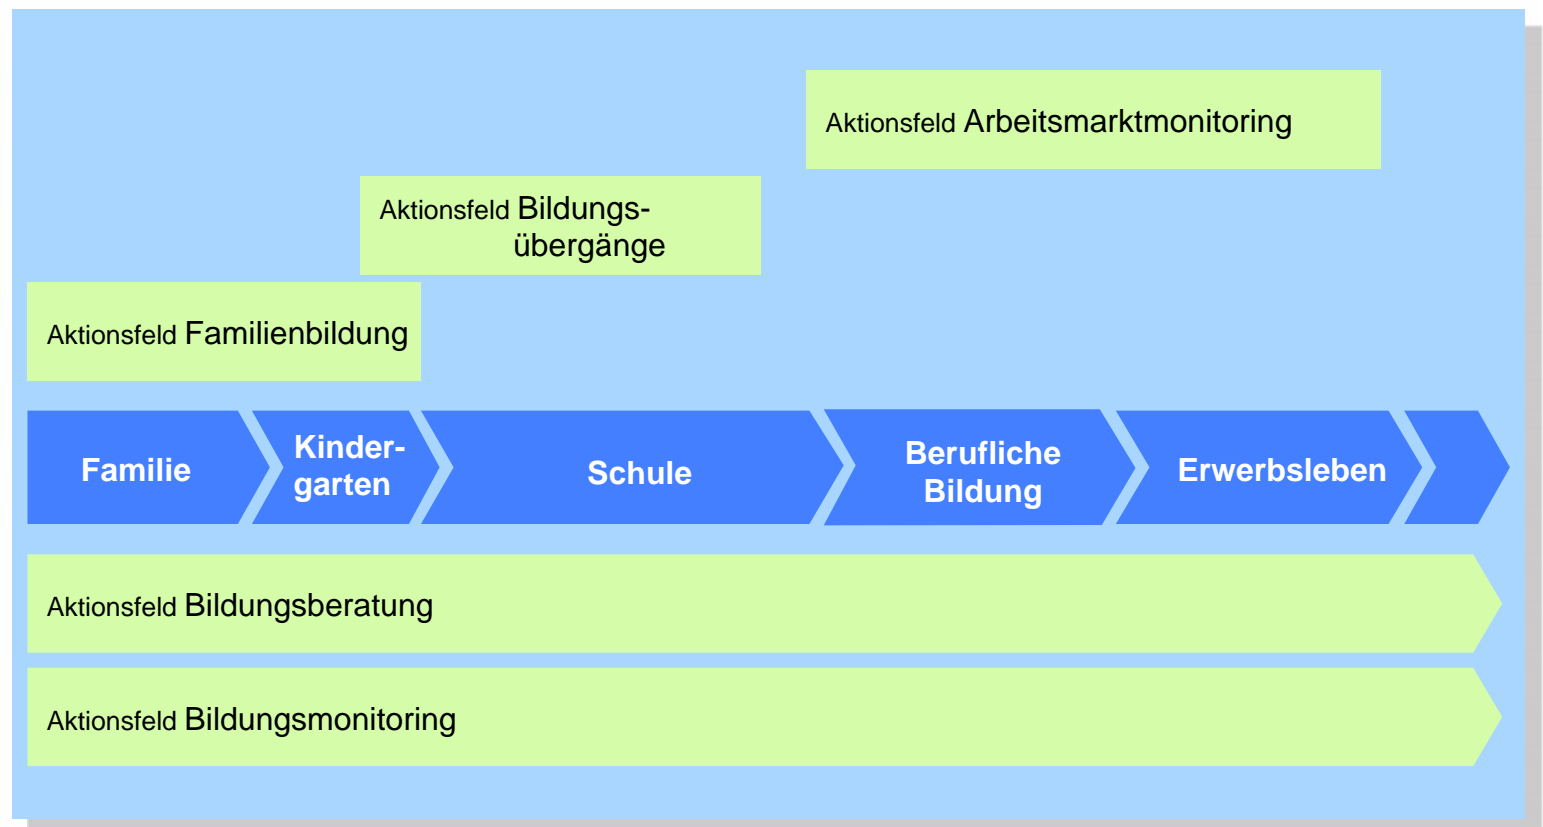 Aktionsfeld Arbeitsmarktmonitoring
Aktionsfeld Bildungs-
übergänge
Aktionsfeld Familienbildung
Familie
Kinder-
garten
Schule
Berufliche
Bildung
Erwerbsleben
Aktionsfeld Bildungsberatung
Aktionsfeld Bildungsmonitoring